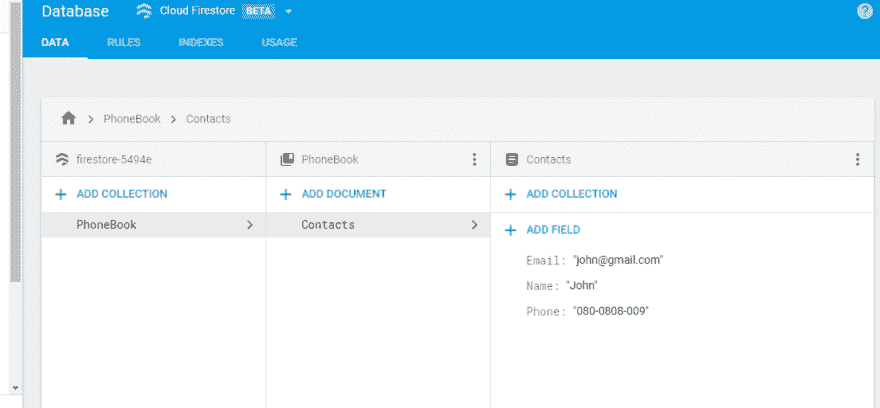 Database Cloud Firestore BETA
DATA RULES INDEXES USAGE
PhoneBook > Contacts
firestore-5494e PhoneBook Contacts
+ ADD COLLECTION + ADD DOCUMENT + ADD COLLECTION
PhoneBook Contacts
+ ADD FIELD
Email: "john@gmail.com"
Name: "John"
Phone: "080-0808-009"